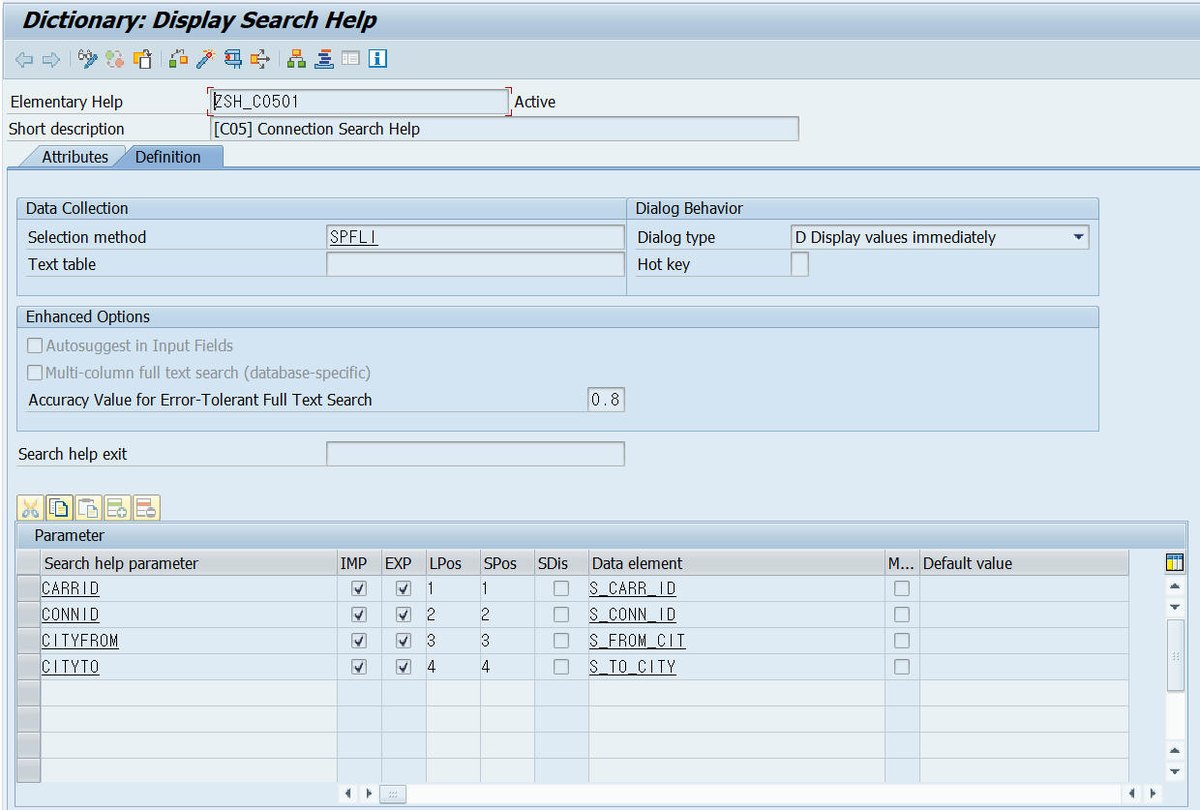 Dictionary: Display Search Help
Elementary Help ZSH_C0501 Active
Short description [C05] Connection Search Help
Attributes Definition
Data Collection Dialog Behavior
Selection method SPFLI Dialog type D Display values immediately
Text table Hot key
Enhanced Options
Autosuggest in Input Fields
Multi-column full text search (database-specific)
Accuracy Value for Error-Tolerant Full Text Search 0.8
Search help exit
Parameter
Search help parameter IMP EXP LPos SPos SDis Data element M... Default value
CARRID 1 1 S_CARR_ID
CONNID 2 2 S_CONN_ID
CITYFROM 3 3 S_FROM_CIT
CITYTO 4 4 S_TO_CITY